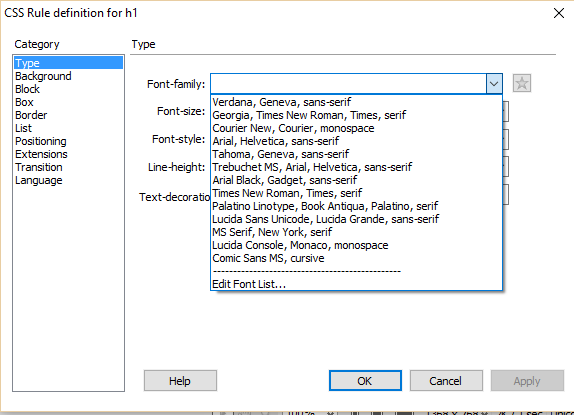 CSS Rule definition for h1
Category
Type
Background
Block
Box
Border
List
Positioning
Extensions
Transition
Language
Type
Font-family:
Verdana, Geneva, sans-serif
Georgia, Times New Roman, Times, serif
Courier New, Courier, monospace
Arial, Helvetica, sans-serif
Tahoma, Geneva, sans-serif
Trebuchet MS, Arial, Helvetica, sans-serif
Arial Black, Gadget, sans-serif
Times New Roman, Times, serif
Palatino Linotype, Book Antiqua, Palatino, serif
Lucida Sans Unicode, Lucida Grande, sans-serif
MS Serif, New York, serif
Lucida Console, Monaco, monospace
Comic Sans MS, cursive
------------------------------------------------
Edit Font List...
Font-size:
Font-style:
Line-height:
Text-decoratio
Help
OK
Cancel
Apply